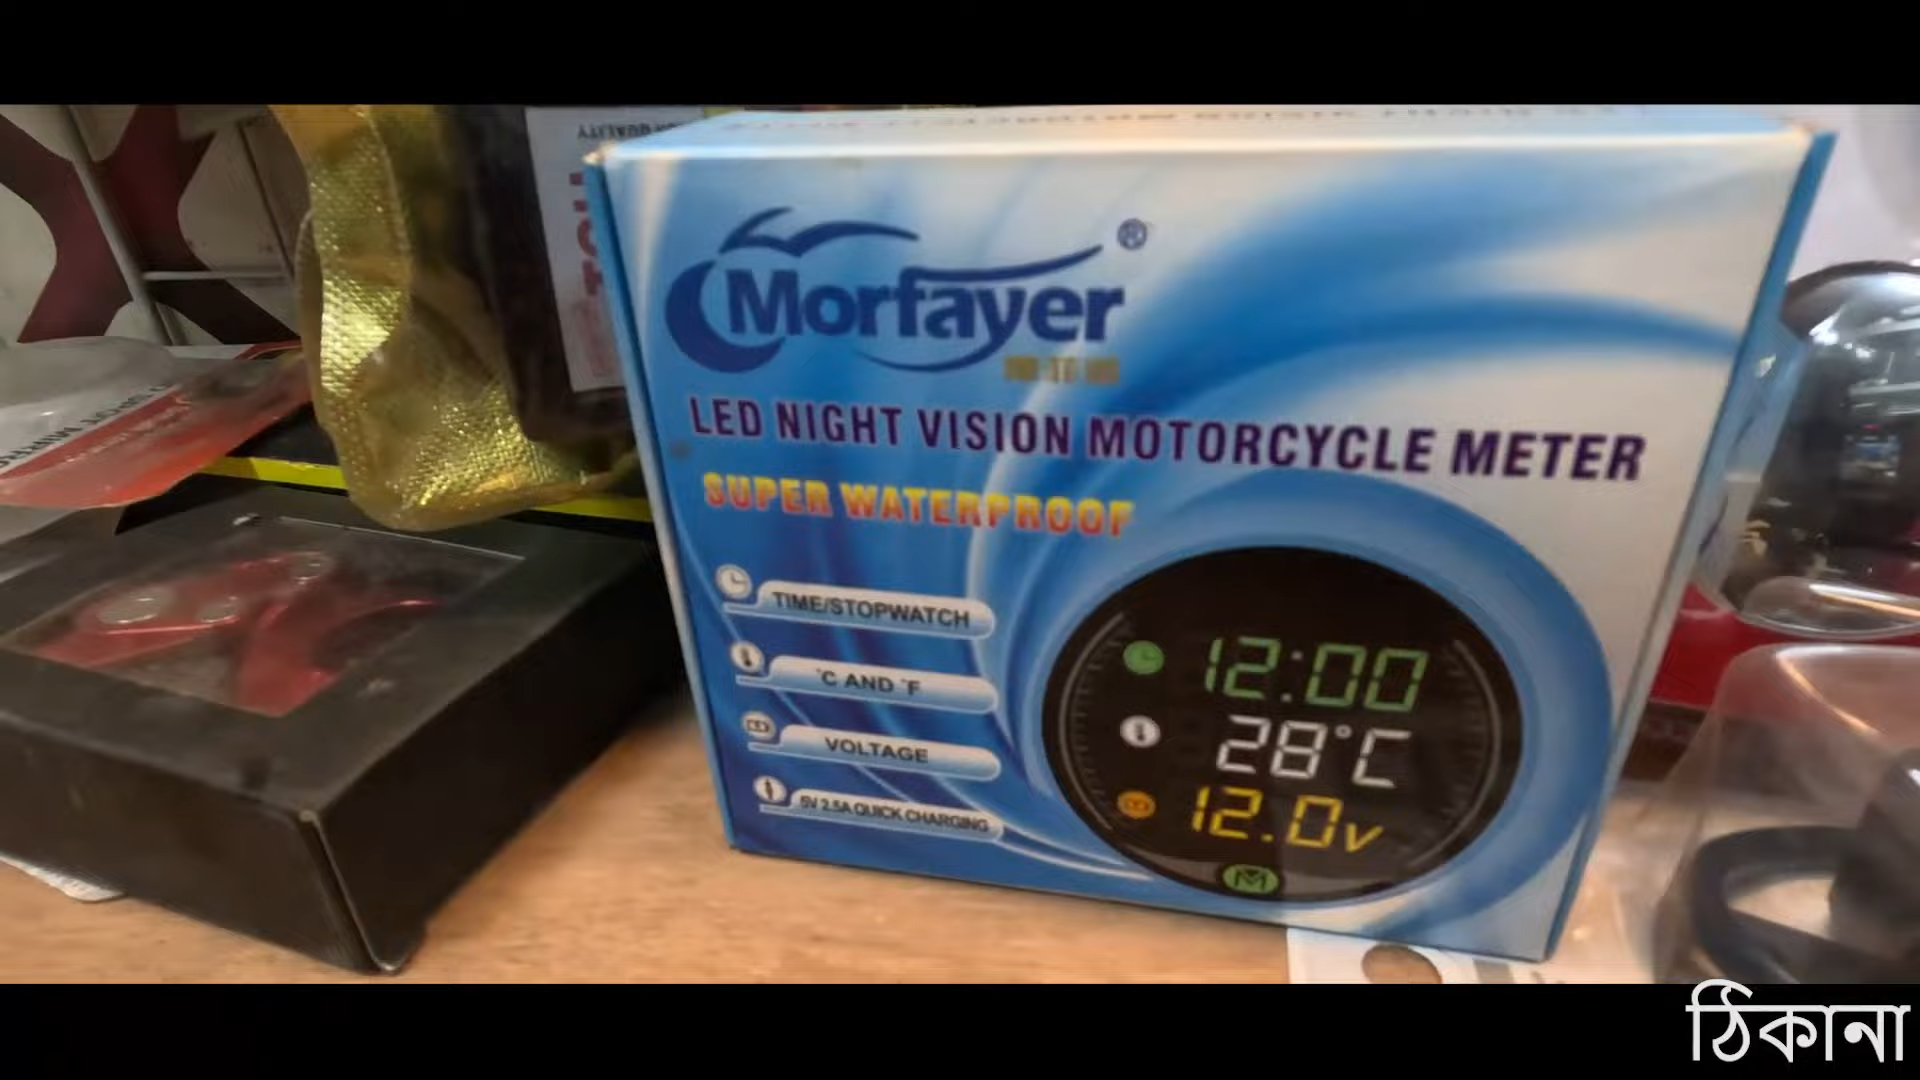 QUALITY
Morfayer ®
LED NIGHT VISION MOTORCYCLE METER
SUPER WATERPROOF
TIME/STOPWATCH
°C AND °F
VOLTAGE
5V 2.5A QUICK CHARGING
12:00
28°C
12.0v
M
ঠিকানা